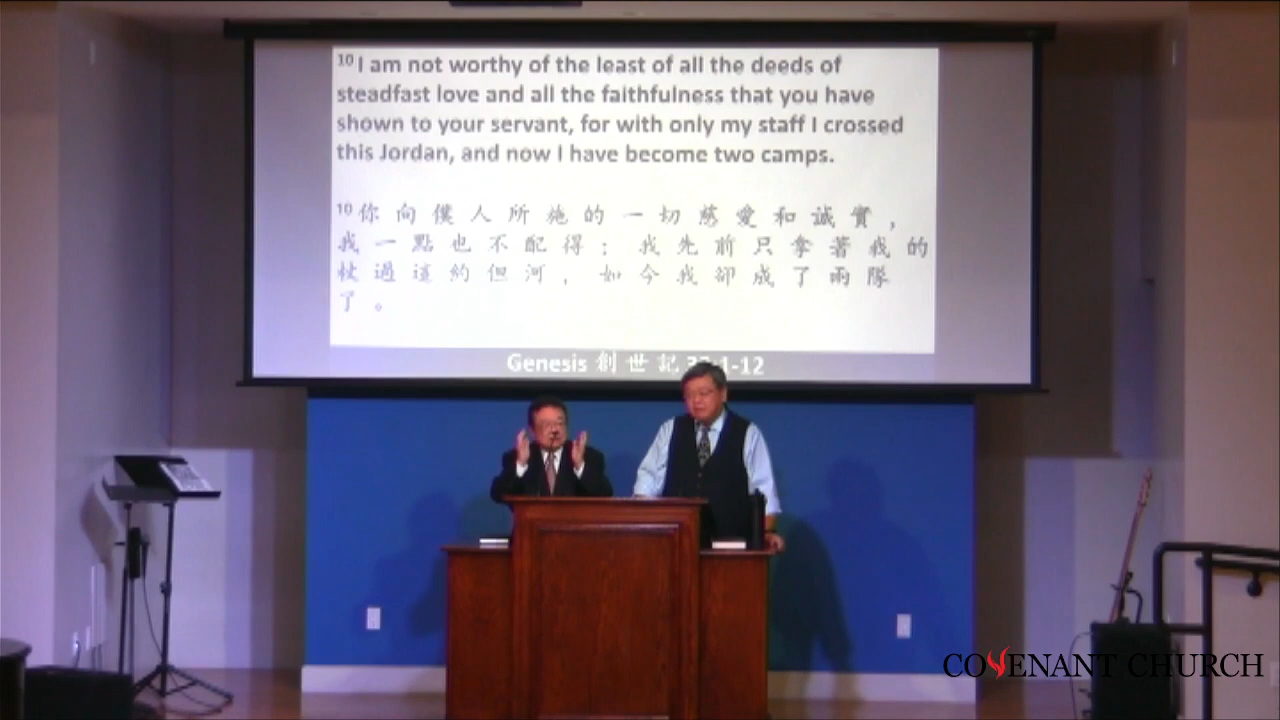 10 I am not worthy of the least of all the deeds of
steadfast love and all the faithfulness that you have
shown to your servant, for with only my staff I crossed
this Jordan, and now I have become two camps.
10 你向僕人所施的一切慈愛和誠實，
我一點也不配得；我先前只拿著我的
杖過這約但河，如今我卻成了兩隊
了。
Genesis 創世記 :1-12
COVENANT CHURCH